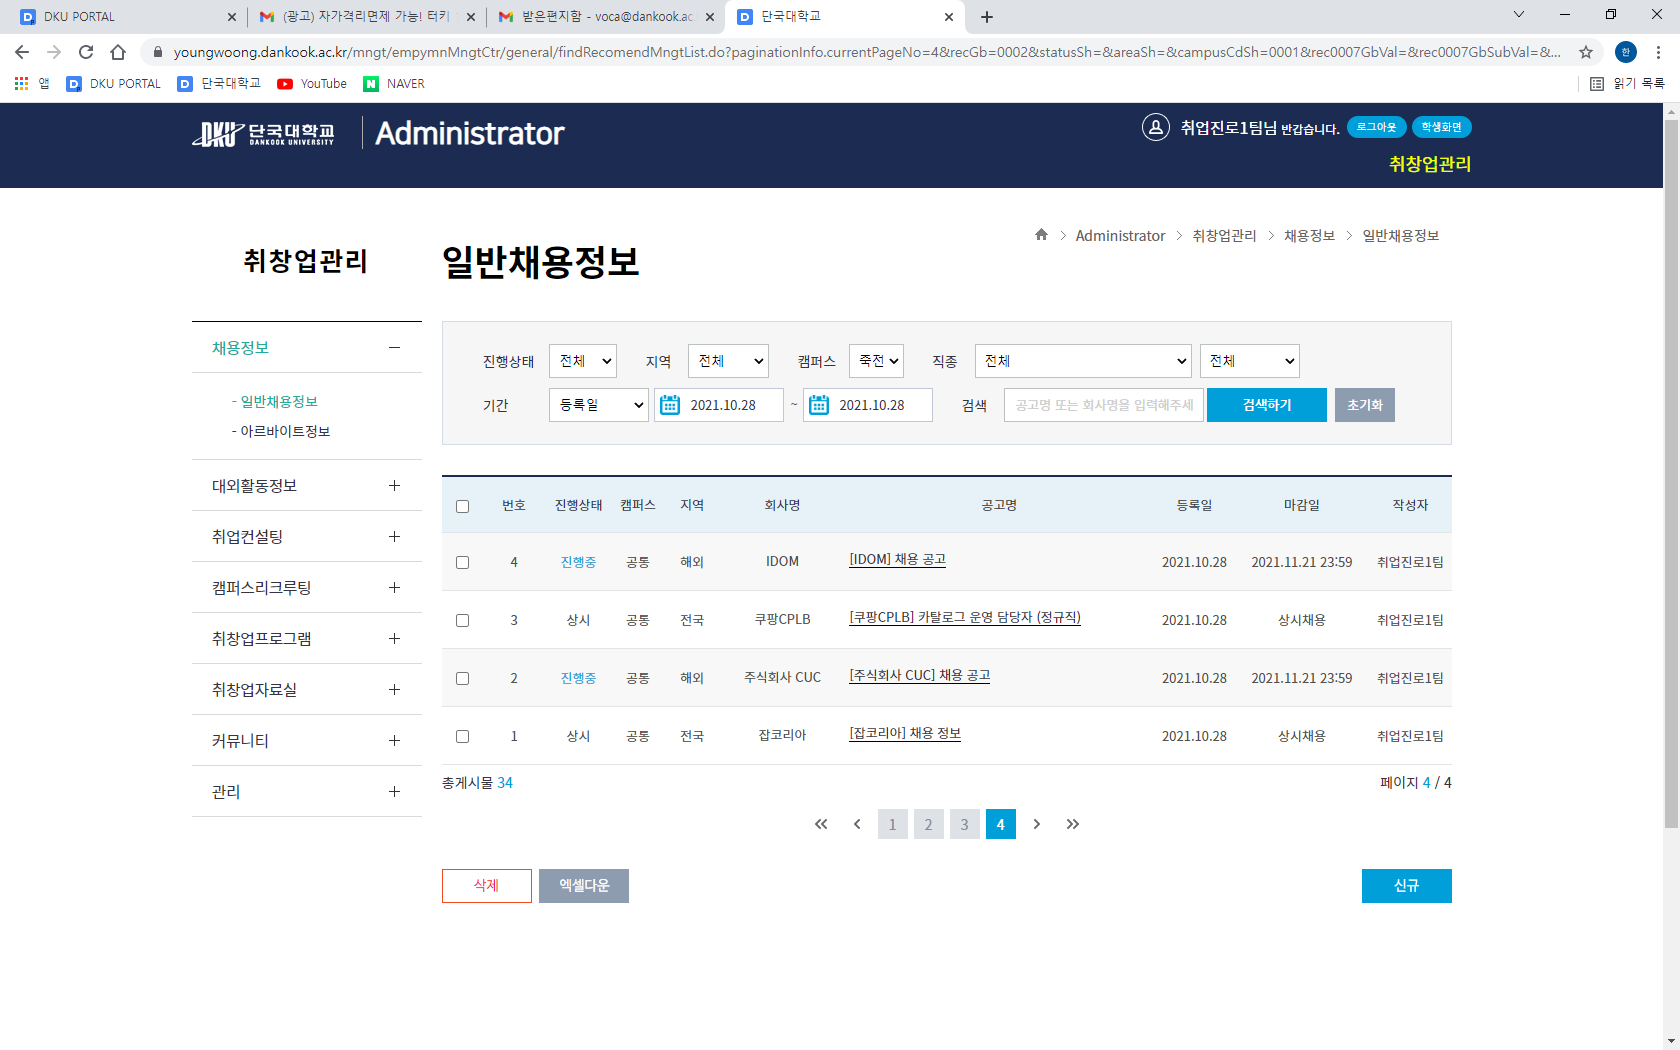 DKU PORTAL
(광고) 자가격리면제 가능! 터키
받은편지함 - voca@dankook.ac.
단국대학교
youngwoong.dankook.ac.kr/mngt/empymnMngtCtr/general/findRecomendMngtList.do?paginationInfo.currentPageNo=4&recGb=0002&statusSh=&areaSh=&campusCdSh=0001&rec0007GbVal=&rec0007GbSubVal=&...
한
앱
DKU PORTAL
단국대학교
YouTube
NAVER
읽기 목록
DKU 단국대학교
DANKOOK UNIVERSITY
Administrator
취업진로1팀님 반갑습니다.
로그아웃
학생화면
취창업관리
Administrator > 취창업관리 > 채용정보 > 일반채용정보
취창업관리
일반채용정보
채용정보
- 일반채용정보
- 아르바이트정보
대외활동정보
취업컨설팅
캠퍼스리크루팅
취창업프로그램
취창업자료실
커뮤니티
관리
진행상태 전체 지역 전체 캠퍼스 죽전 직종 전체 전체
기간 등록일 2021.10.28 ~ 2021.10.28 검색 공고명 또는 회사명을 입력해주세 검색하기 초기화
번호 진행상태 캠퍼스 지역 회사명 공고명 등록일 마감일 작성자
4 진행중 공통 해외 IDOM [IDOM] 채용 공고 2021.10.28 2021.11.21 23:59 취업진로1팀
3 상시 공통 전국 쿠팡CPLB [쿠팡CPLB] 카탈로그 운영 담당자 (정규직) 2021.10.28 상시채용 취업진로1팀
2 진행중 공통 해외 주식회사 CUC [주식회사 CUC] 채용 공고 2021.10.28 2021.11.21 23:59 취업진로1팀
1 상시 공통 전국 잡코리아 [잡코리아] 채용 정보 2021.10.28 상시채용 취업진로1팀
총게시물 34
페이지 4 / 4
1 2 3 4
삭제
엑셀다운
신규